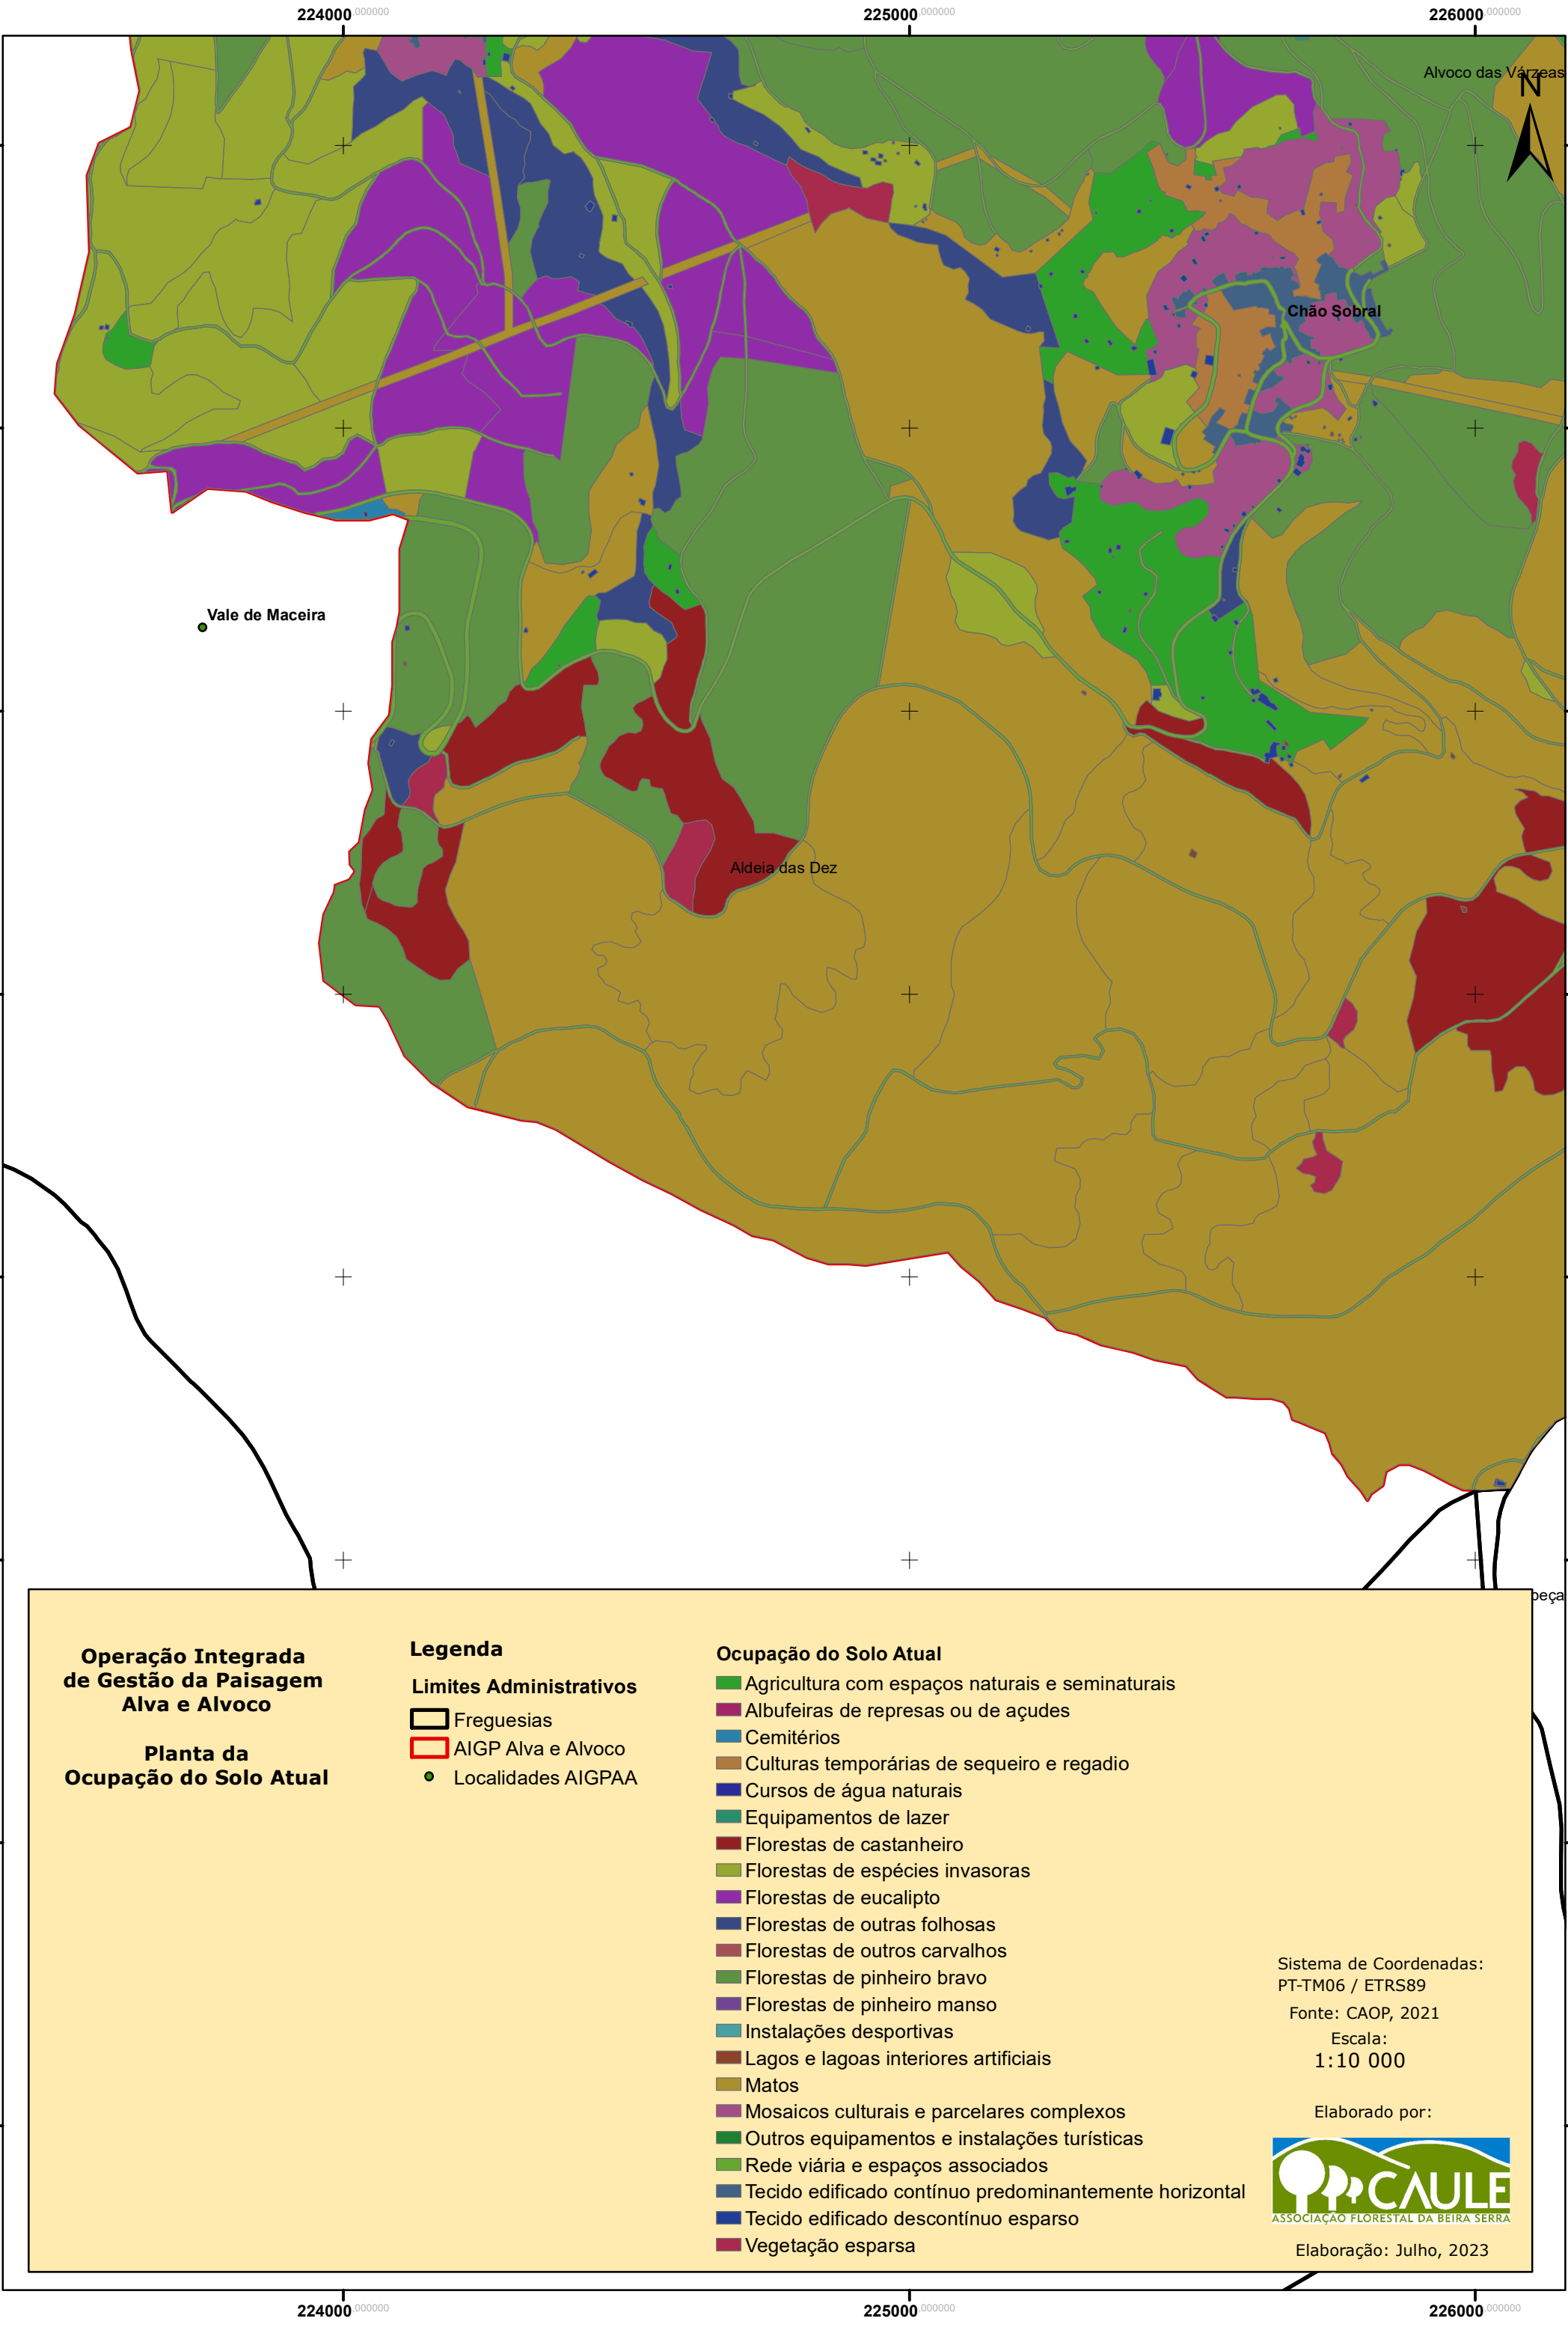 224000.000000 225000.000000 226000.000000
Alvoco das Várzeas
N
Chão Sobral
Vale de Maceira
Aldeia das Dez
beça
Operação Integrada
de Gestão da Paisagem
Alva e Alvoco
Planta da
Ocupação do Solo Atual
Legenda
Limites Administrativos
Freguesias
AIGP Alva e Alvoco
Localidades AIGPAA
Ocupação do Solo Atual
Agricultura com espaços naturais e seminaturais
Albufeiras de represas ou de açudes
Cemitérios
Culturas temporárias de sequeiro e regadio
Cursos de água naturais
Equipamentos de lazer
Florestas de castanheiro
Florestas de espécies invasoras
Florestas de eucalipto
Florestas de outras folhosas
Florestas de outros carvalhos
Florestas de pinheiro bravo
Florestas de pinheiro manso
Instalações desportivas
Lagos e lagoas interiores artificiais
Matos
Mosaicos culturais e parcelares complexos
Outros equipamentos e instalações turísticas
Rede viária e espaços associados
Tecido edificado contínuo predominantemente horizontal
Tecido edificado descontínuo esparso
Vegetação esparsa
Sistema de Coordenadas:
PT-TM06 / ETRS89
Fonte: CAOP, 2021
Escala:
1:10 000
Elaborado por:
CAULE
ASSOCIAÇÃO FLORESTAL DA BEIRA SERRA
Elaboração: Julho, 2023
224000.000000 225000.000000 226000.000000